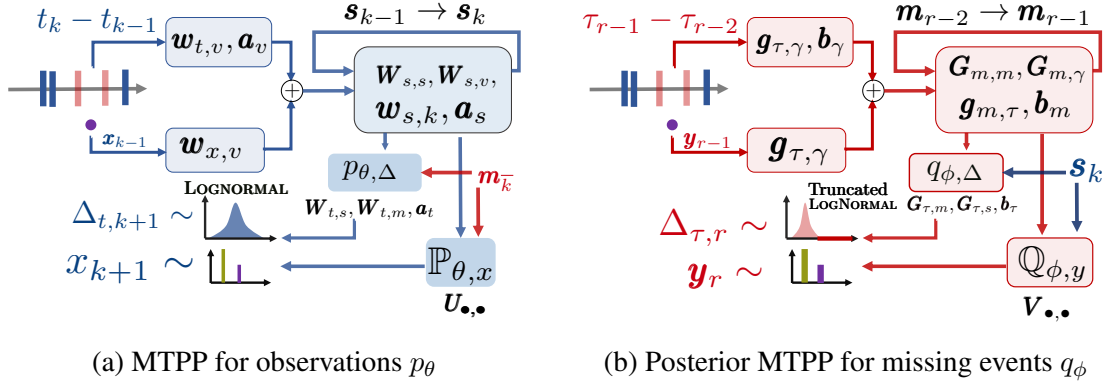 t_k − t_{k−1}
w_{t,v}, a_v
s_{k−1} → s_k
W_{s,s}, W_{s,v},
w_{s,k}, a_s
+
x_{k−1}
w_{x,v}
p_{θ,Δ}
m_{\overline{k}}
LOGNORMAL
W_{t,s}, W_{t,m}, a_t
Δ_{t,k+1} ∼
x_{k+1} ∼
ℙ_{θ,x}
U_{•,•}
(a) MTPP for observations p_θ
τ_{r−1} − τ_{r−2}
g_{τ,γ}, b_γ
m_{r−2} → m_{r−1}
G_{m,m}, G_{m,γ}
g_{m,τ}, b_m
+
y_{r−1}
g_{τ,γ}
q_{ϕ,Δ}
s_k
Truncated
LOGNORMAL
G_{τ,m}, G_{τ,s}, b_τ
Δ_{τ,r} ∼
y_r ∼
ℚ_{ϕ,y}
V_{•,•}
(b) Posterior MTPP for missing events q_ϕ